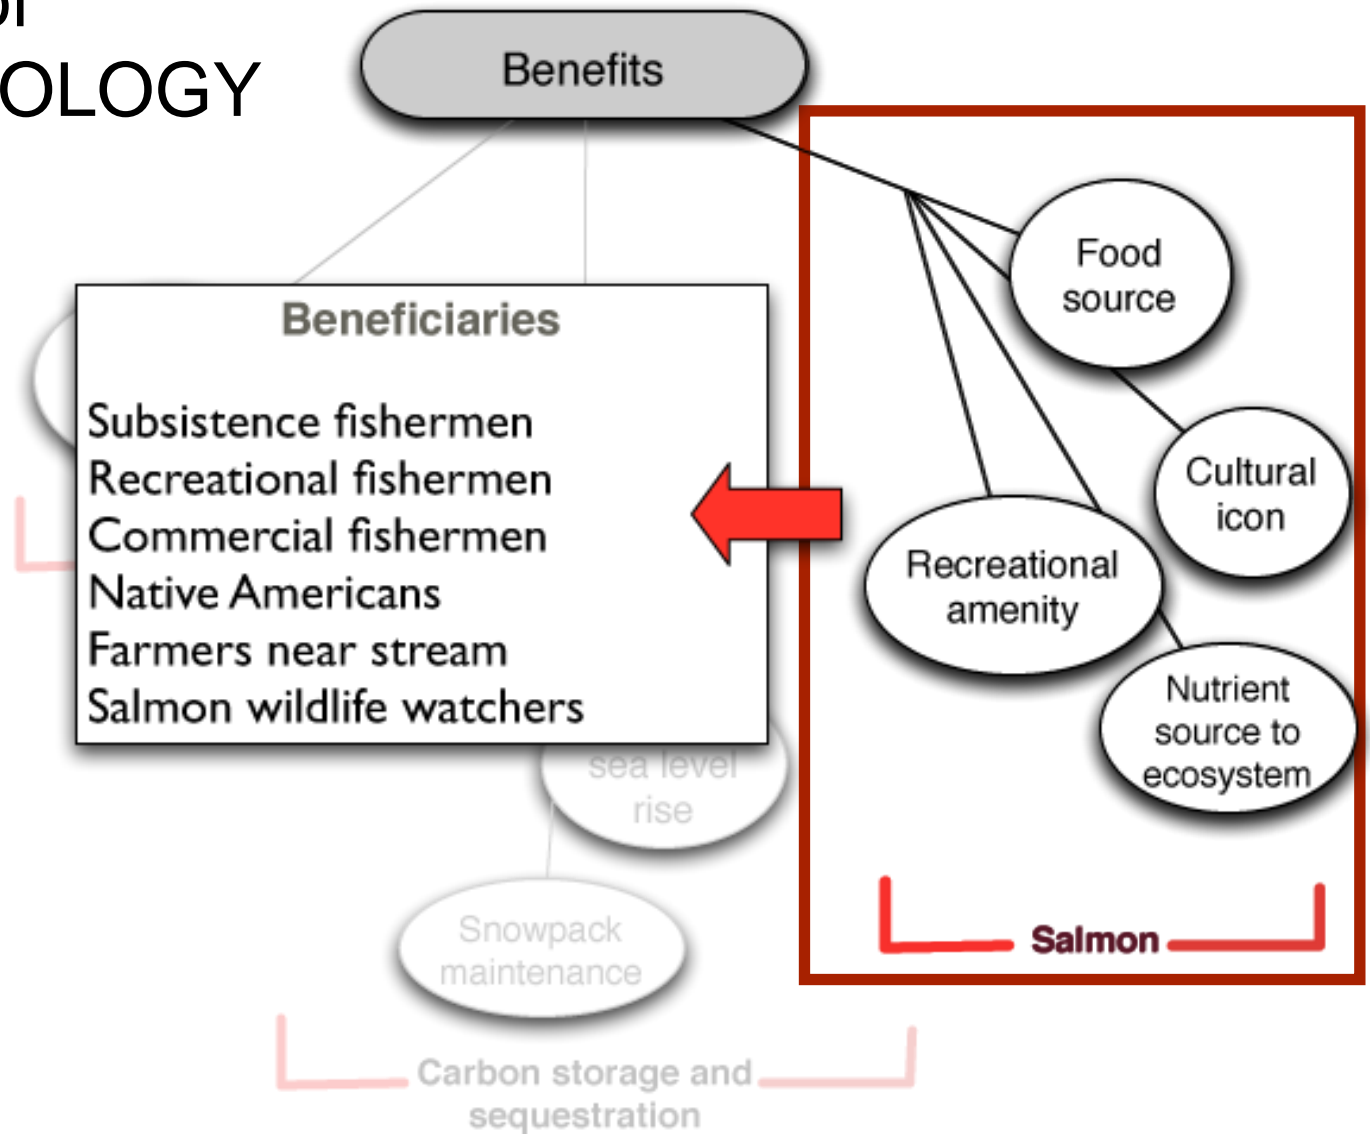 OLOGY
Benefits
Food
source
Beneficiaries
Subsistence fishermen
Recreational fishermen
Commercial fishermen
Native Americans
Farmers near stream
Salmon wildlife watchers
Cultural
icon
Recreational
amenity
Nutrient
source to
ecosystem
sea level
rise
Snowpack
maintenance
Salmon
Carbon storage and
sequestration